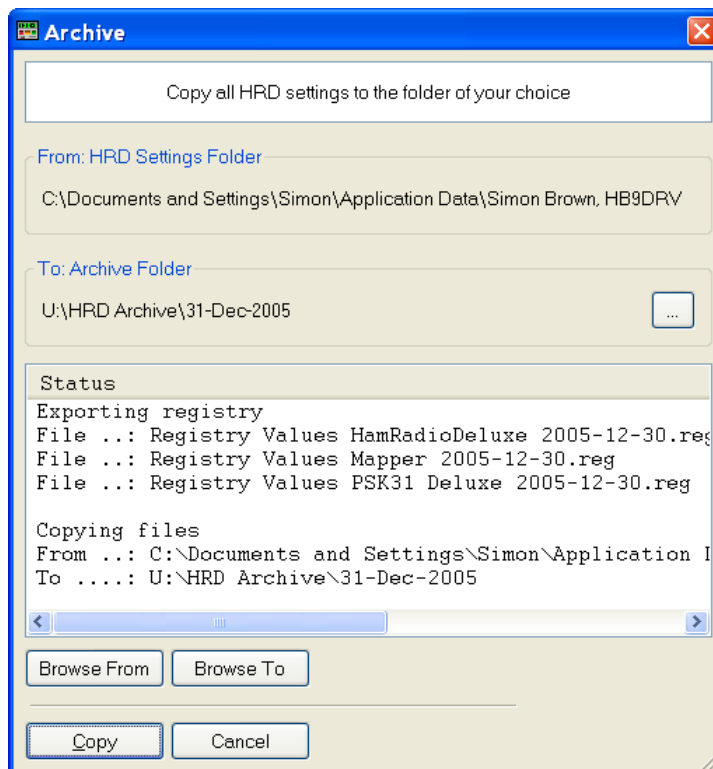 Archive
Copy all HRD settings to the folder of your choice
From: HRD Settings Folder
C:\Documents and Settings\Simon\Application Data\Simon Brown, HB9DRV
To: Archive Folder
U:\HRD Archive\31-Dec-2005
...
Status
Exporting registry
File ..: Registry Values HamRadioDeluxe 2005-12-30.reg
File ..: Registry Values Mapper 2005-12-30.reg
File ..: Registry Values PSK31 Deluxe 2005-12-30.reg
Copying files
From ..: C:\Documents and Settings\Simon\Application
To ....: U:\HRD Archive\31-Dec-2005
Browse From
Browse To
Copy
Cancel